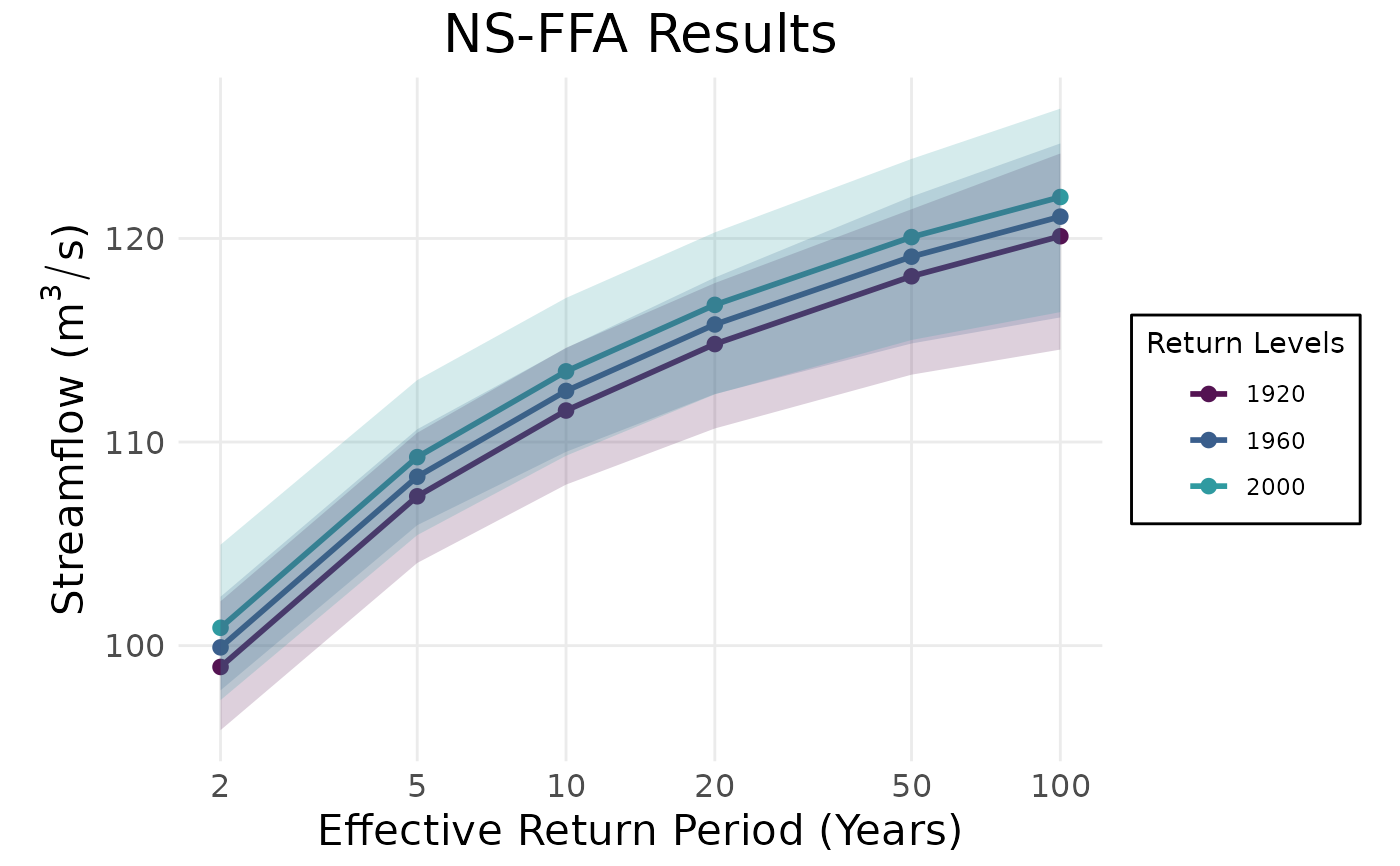 NS-FFA Results
Streamflow (m³/s)
120
110
100
2 5 10 20 50 100
Effective Return Period (Years)
Return Levels
1920
1960
2000